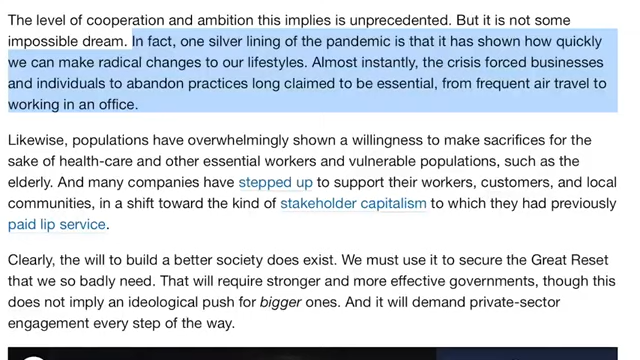 The level of cooperation and ambition this implies is unprecedented. But it is not some
impossible dream. In fact, one silver lining of the pandemic is that it has shown how quickly
we can make radical changes to our lifestyles. Almost instantly, the crisis forced businesses
and individuals to abandon practices long claimed to be essential, from frequent air travel to
working in an office.
Likewise, populations have overwhelmingly shown a willingness to make sacrifices for the
sake of health-care and other essential workers and vulnerable populations, such as the
elderly. And many companies have stepped up to support their workers, customers, and local
communities, in a shift toward the kind of stakeholder capitalism to which they had previously
paid lip service.
Clearly, the will to build a better society does exist. We must use it to secure the Great Reset
that we so badly need. That will require stronger and more effective governments, though this
does not imply an ideological push for bigger ones. And it will demand private-sector
engagement every step of the way.